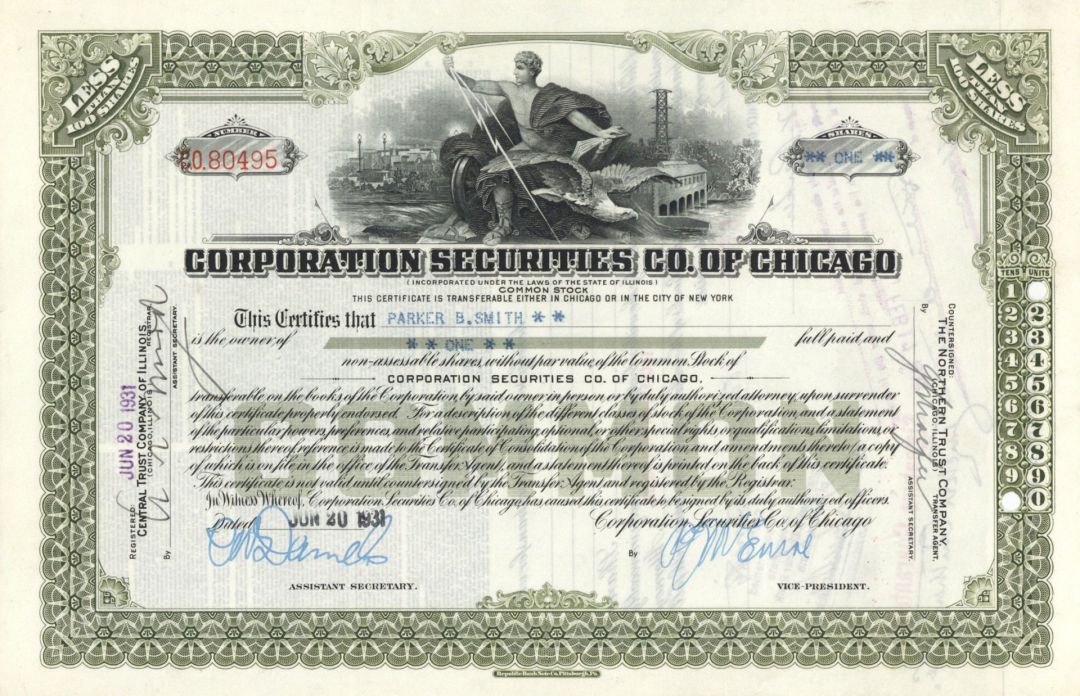 LESS
THAN
100 SHARES
LESS
THAN
100 SHARES
NUMBER
CO.80495
SHARES
** ONE **
CORPORATION SECURITIES CO. OF CHICAGO
(INCORPORATED UNDER THE LAWS OF THE STATE OF ILLINOIS)
COMMON STOCK
THIS CERTIFICATE IS TRANSFERABLE EITHER IN CHICAGO OR IN THE CITY OF NEW YORK
This Certifies that PARKER B. SMITH * *
is the owner of * * ONE * * full paid and
non-assessable shares, without par value, of the Common Stock of
CORPORATION SECURITIES CO. OF CHICAGO,
transferable on the books of the Corporation by said owner in person or by duly authorized attorney, upon surrender
of this certificate properly endorsed. For a description of the different classes of stock of the Corporation, and a statement
of the particular powers, preferences, and relative participating, optional, or other special rights or qualifications, limitations, or
restrictions thereof reference is made to the Certificate of Consolidation of the Corporation and amendments thereto, a copy
of which is on file in the office of the Transfer Agent, and a statement thereof is printed on the back of this certificate.
This certificate is not valid until countersigned by the Transfer Agent and registered by the Registrar.
In Witness Whereof, Corporation Securities Co. of Chicago, has caused this certificate to be signed by its duly authorized officers.
Dated JUN 20 1931
Corporation Securities Co. of Chicago
By
ASSISTANT SECRETARY.
VICE-PRESIDENT.
REGISTERED: JUN 20 1931
CENTRAL TRUST COMPANY OF ILLINOIS,
(CHICAGO, ILLINOIS) REGISTRAR,
By
ASSISTANT SECRETARY.
COUNTERSIGNED:
THE NORTHERN TRUST COMPANY,
(CHICAGO, ILLINOIS) TRANSFER AGENT,
By
ASSISTANT SECRETARY.
TENS UNITS
1
2 2
3 3
4 4
5 5
6 6
7 7
8 8
9 9
0
Republic Bank Note Co. Pittsburgh, Pa.